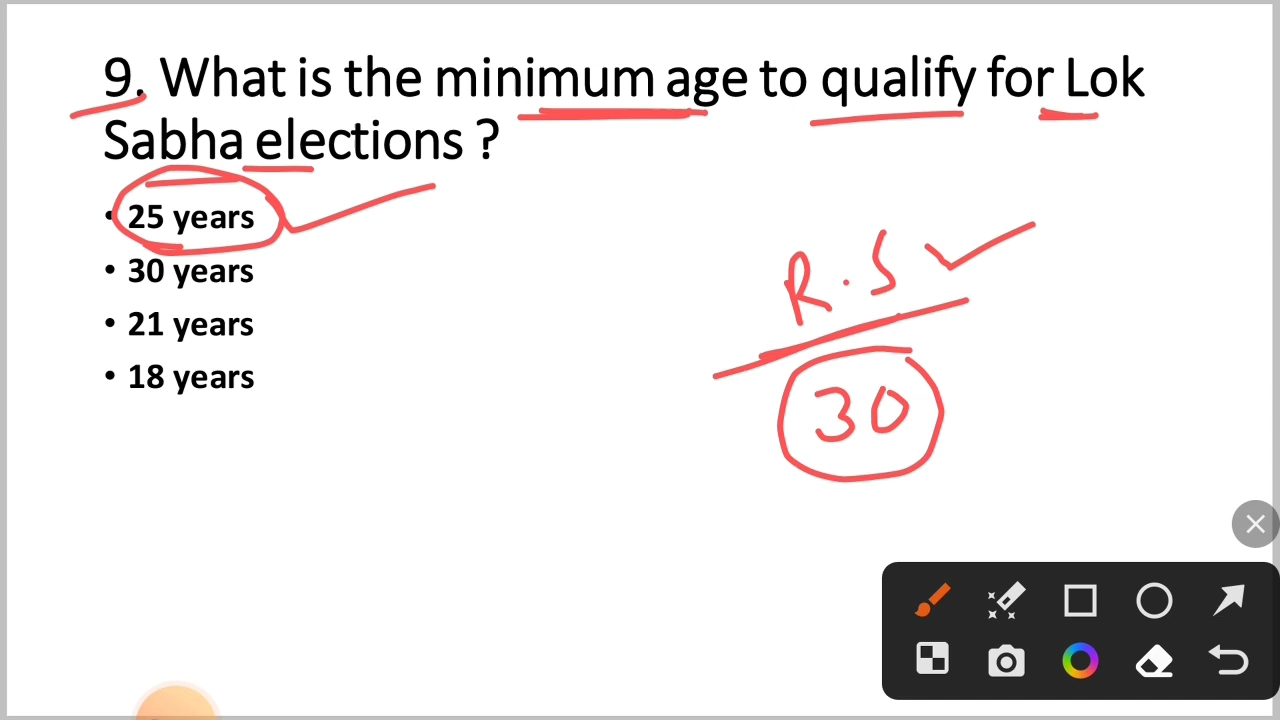 9. What is the minimum age to qualify for Lok
Sabha elections ?
• 25 years
• 30 years
• 21 years
• 18 years
R.S
30